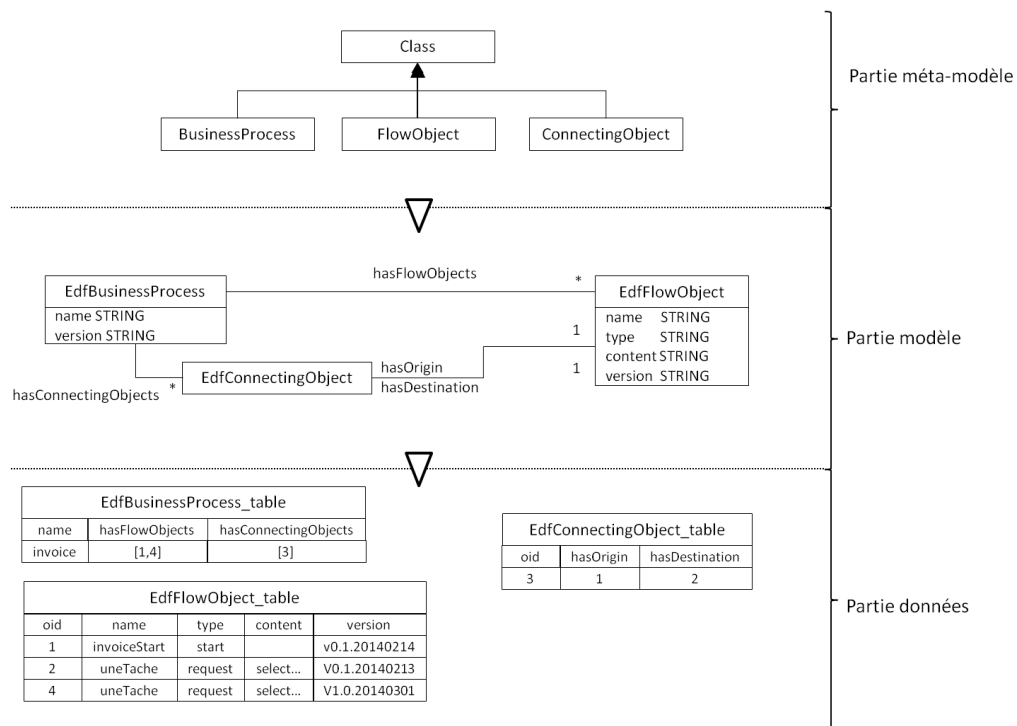 Class
Partie méta-modèle
BusinessProcess
FlowObject
ConnectingObject
hasFlowObjects
*
EdfBusinessProcess
name STRING
version STRING
EdfFlowObject
name STRING
type STRING
content STRING
version STRING
1
1
Partie modèle
EdfConnectingObject
hasOrigin
hasDestination
*
hasConnectingObjects
EdfBusinessProcess_table
name hasFlowObjects hasConnectingObjects
invoice [1,4] [3]
EdfConnectingObject_table
oid hasOrigin hasDestination
3 1 2
Partie données
EdfFlowObject_table
oid name type content version
1 invoiceStart start v0.1.20140214
2 uneTache request select... V0.1.20140213
4 uneTache request select... V1.0.20140301